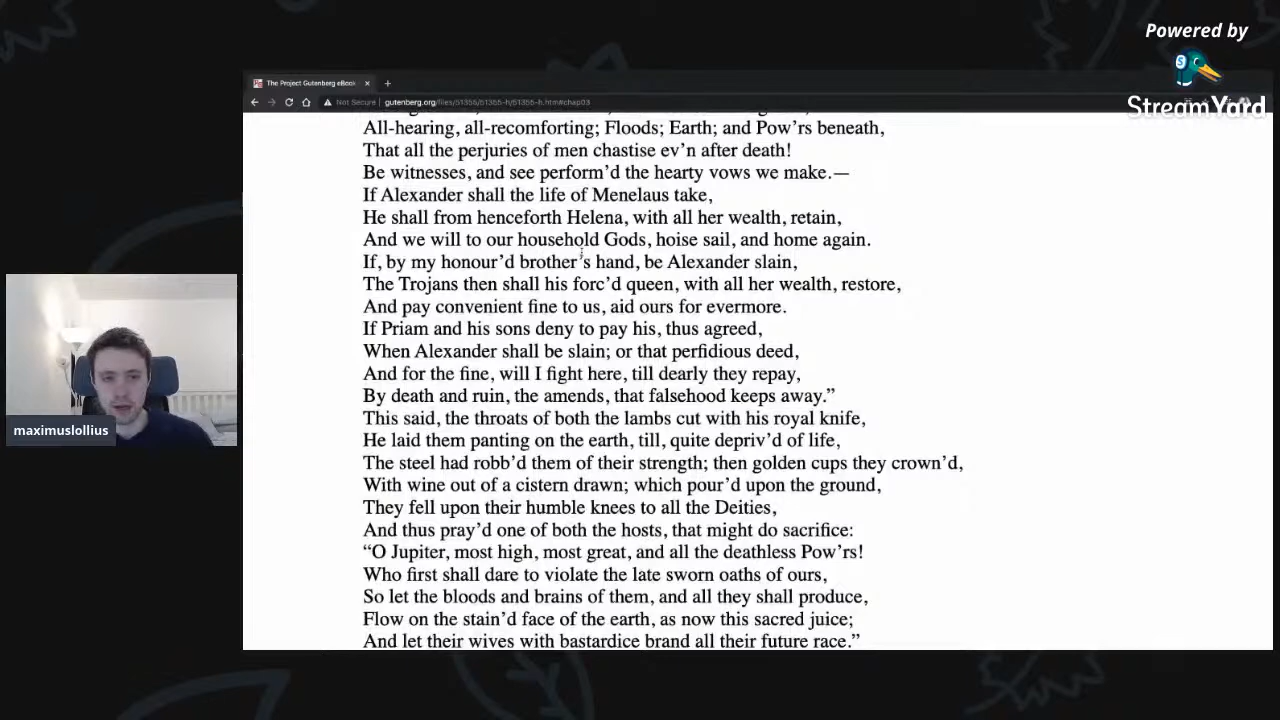 Powered by
StreamYard
The Project Gutenberg eBook
Not Secure
gutenberg.org/files/51355-h/51355-h.htm#chap03
All-hearing, all-recomforting; Floods; Earth; and Pow’rs beneath,
That all the perjuries of men chastise ev’n after death!
Be witnesses, and see perform’d the hearty vows we make.—
If Alexander shall the life of Menelaus take,
He shall from henceforth Helena, with all her wealth, retain,
And we will to our household Gods, hoise sail, and home again.
If, by my honour’d brother’s hand, be Alexander slain,
The Trojans then shall his forc’d queen, with all her wealth, restore,
And pay convenient fine to us, aid ours for evermore.
If Priam and his sons deny to pay his, thus agreed,
When Alexander shall be slain; or that perfidious deed,
And for the fine, will I fight here, till dearly they repay,
By death and ruin, the amends, that falsehood keeps away.”
This said, the throats of both the lambs cut with his royal knife,
He laid them panting on the earth, till, quite depriv’d of life,
The steel had robb’d them of their strength; then golden cups they crown’d,
With wine out of a cistern drawn; which pour’d upon the ground,
They fell upon their humble knees to all the Deities,
And thus pray’d one of both the hosts, that might do sacrifice:
“O Jupiter, most high, most great, and all the deathless Pow’rs!
Who first shall dare to violate the late sworn oaths of ours,
So let the bloods and brains of them, and all they shall produce,
Flow on the stain’d face of the earth, as now this sacred juice;
And let their wives with bastardice brand all their future race.”
maximuslollius